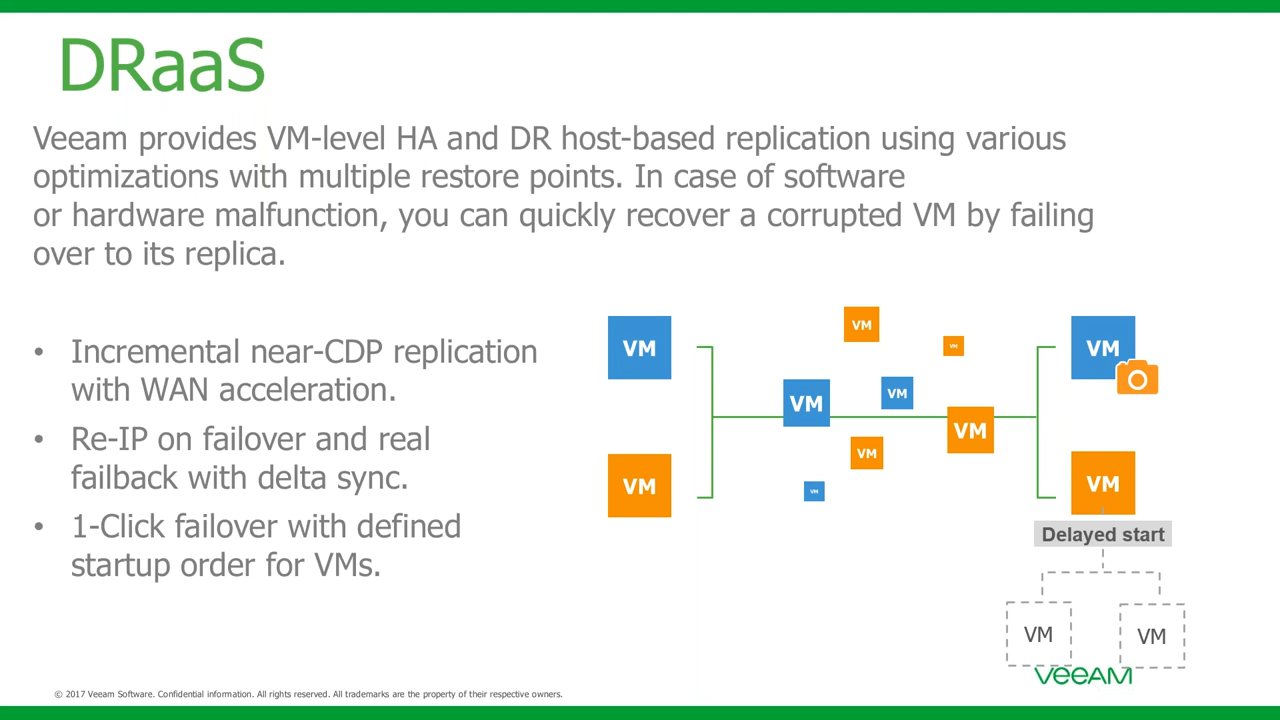 DRaaS
Veeam provides VM-level HA and DR host-based replication using various
optimizations with multiple restore points. In case of software
or hardware malfunction, you can quickly recover a corrupted VM by failing
over to its replica.
• Incremental near-CDP replication
with WAN acceleration.
• Re-IP on failover and real
failback with delta sync.
• 1-Click failover with defined
startup order for VMs.
VM
VM
VM
VM
VM
VM
VM
VM
VM
VM
VM
Delayed start
VM
VM
VEEAM
© 2017 Veeam Software. Confidential information. All rights reserved. All trademarks are the property of their respective owners.